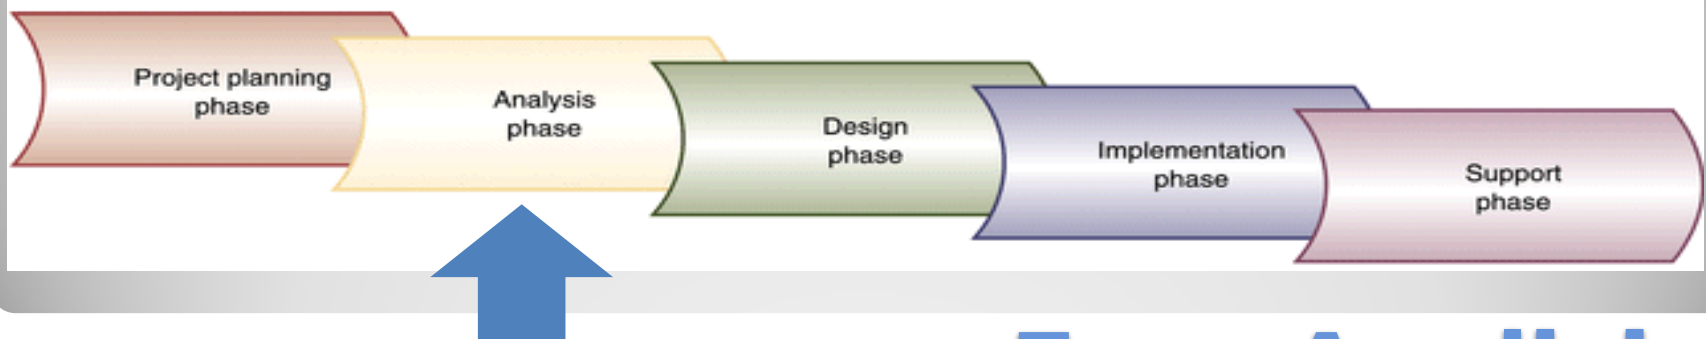 Project planning
phase
Analysis
phase
Design
phase
Implementation
phase
Support
phase